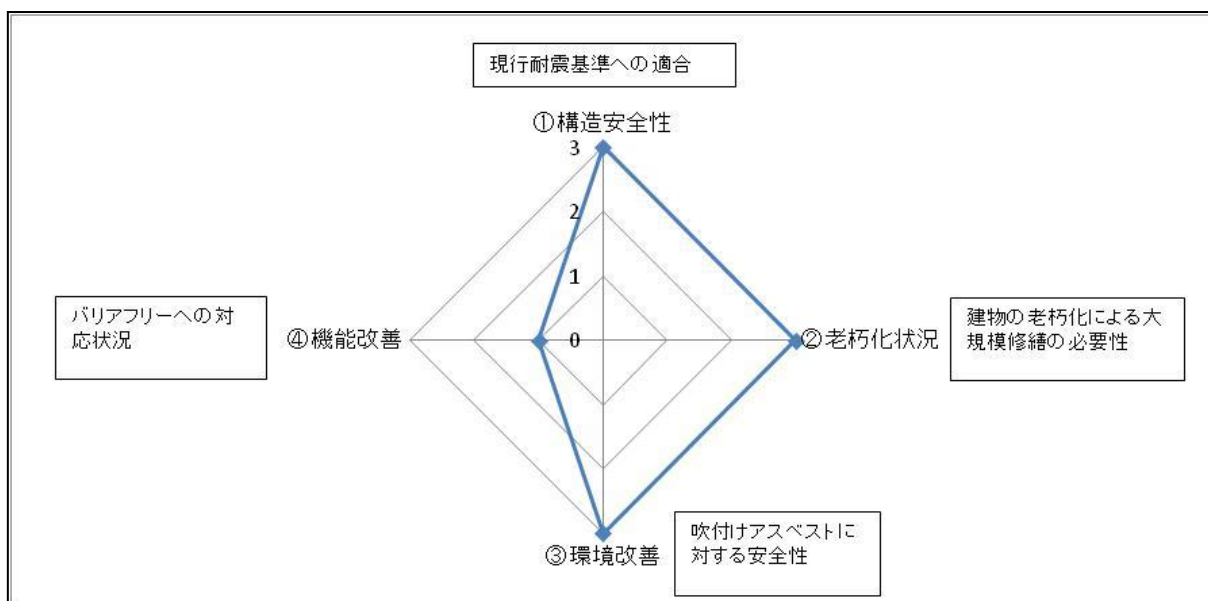 現行耐震基準への適合
①構造安全性
3
2
1
0
バリアフリーへの対
応状況
④機能改善
②老朽化状況
建物の老朽化による大
規模修繕の必要性
③環境改善
吹付けアスベストに
対する安全性